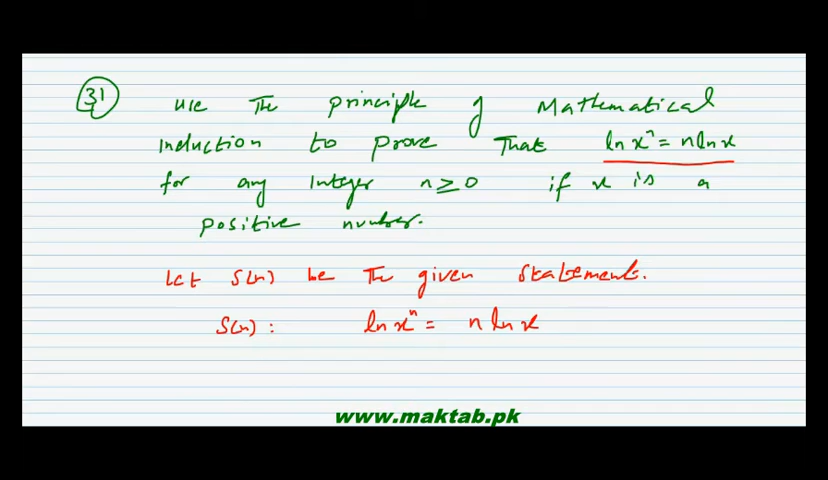 31 use The principle of Mathematical
induction to prove That ln xⁿ = n ln x
for any integer n ≥ 0 if x is a
positive number.
Let S(n) be The given statement.
S(n): ln xⁿ = n ln x
www.maktab.pk